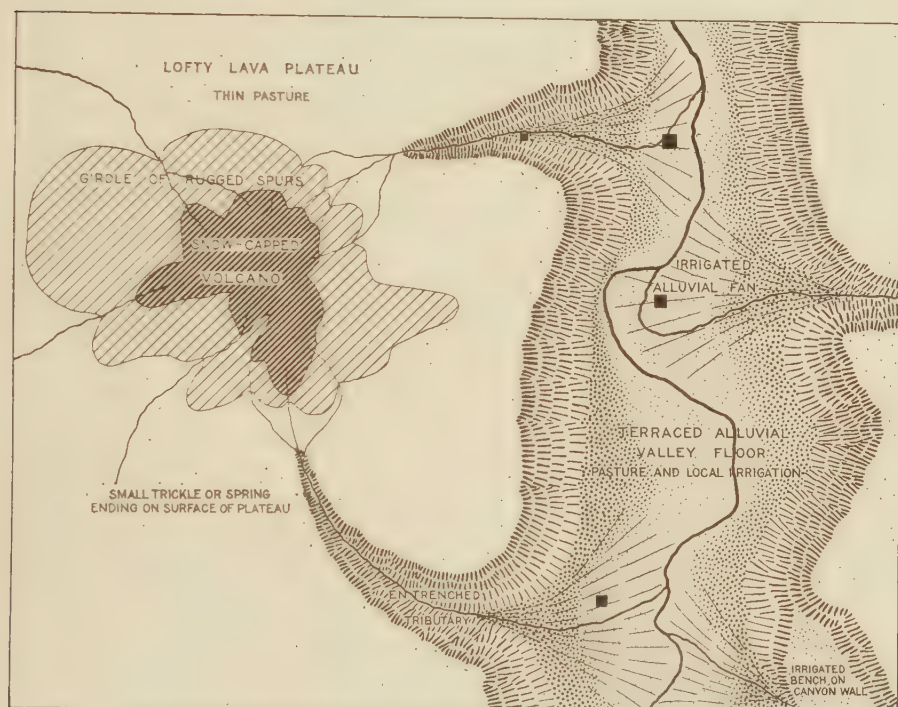 LOFTY LAVA PLATEAU
THIN PASTURE
GIRDLE OF RUGGED SPURS
SNOW-CAPPED
VOLCANO
IRRIGATED
ALLUVIAL FAN
TERRACED ALLUVIAL
VALLEY FLOOR
PASTURE AND LOCAL IRRIGATION
SMALL TRICKLE OR SPRING
ENDING ON SURFACE OF PLATEAU
ENTRENCHED
TRIBUTARY
IRRIGATED
BENCH ON
CANYON WALL